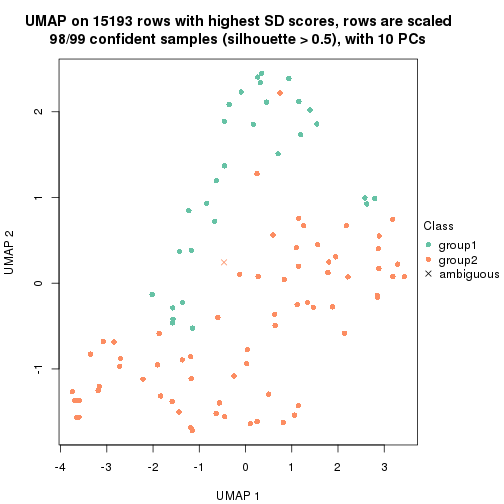 UMAP on 15193 rows with highest SD scores, rows are scaled
98/99 confident samples (silhouette > 0.5), with 10 PCs
2
1
0
-1
UMAP 2
-4 -3 -2 -1 0 1 2 3
UMAP 1
Class
group1
group2
ambiguous